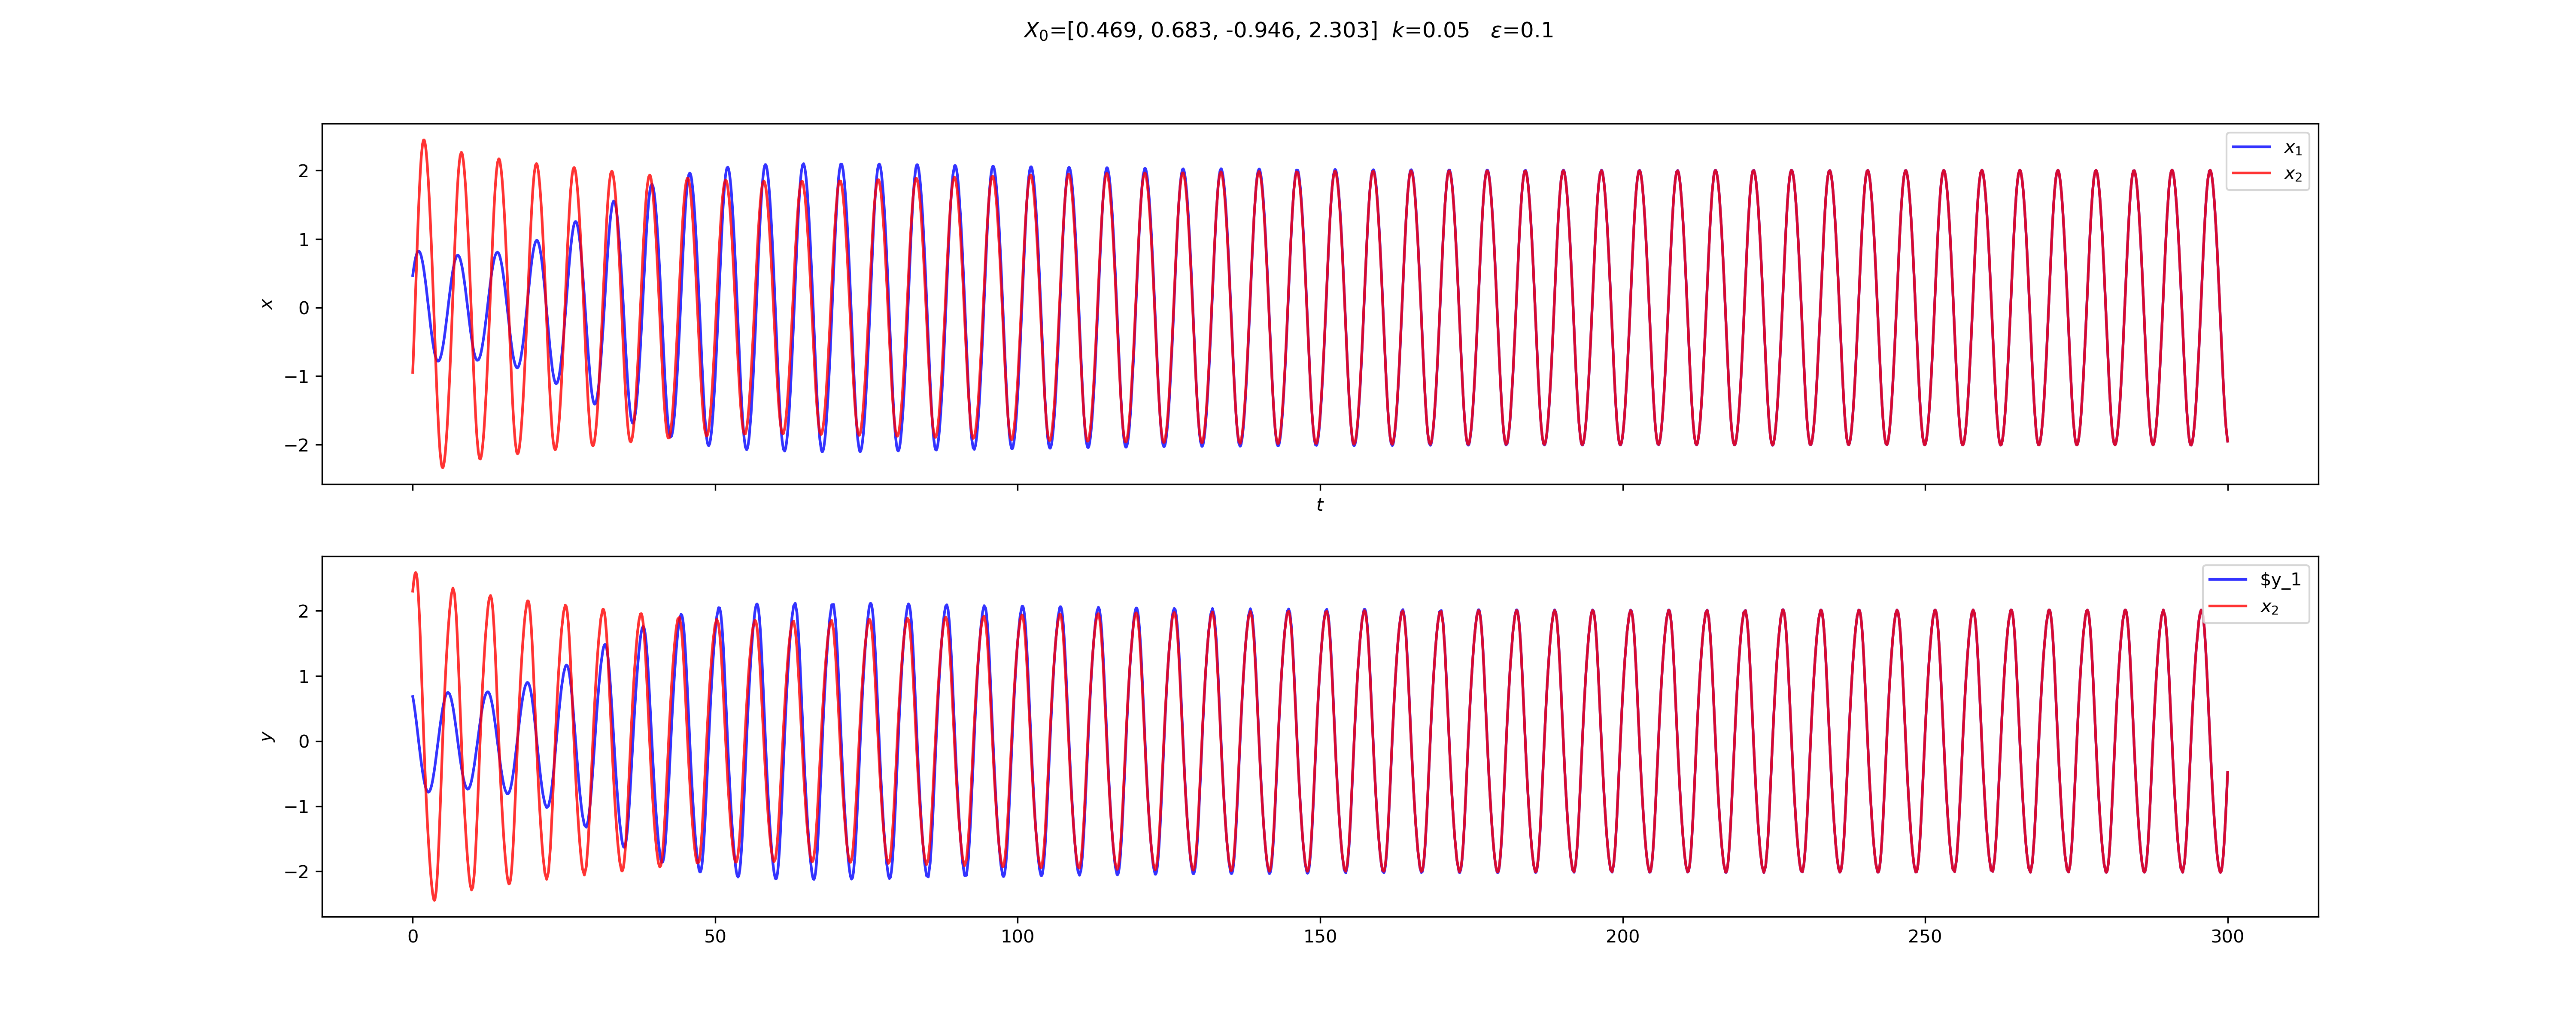 X₀=[0.469, 0.683, -0.946, 2.303] k=0.05 ε=0.1
x₁
x₂
2
1
0
−1
−2
x
t
$y_1
x₂
2
1
0
−1
−2
y
0 50 100 150 200 250 300